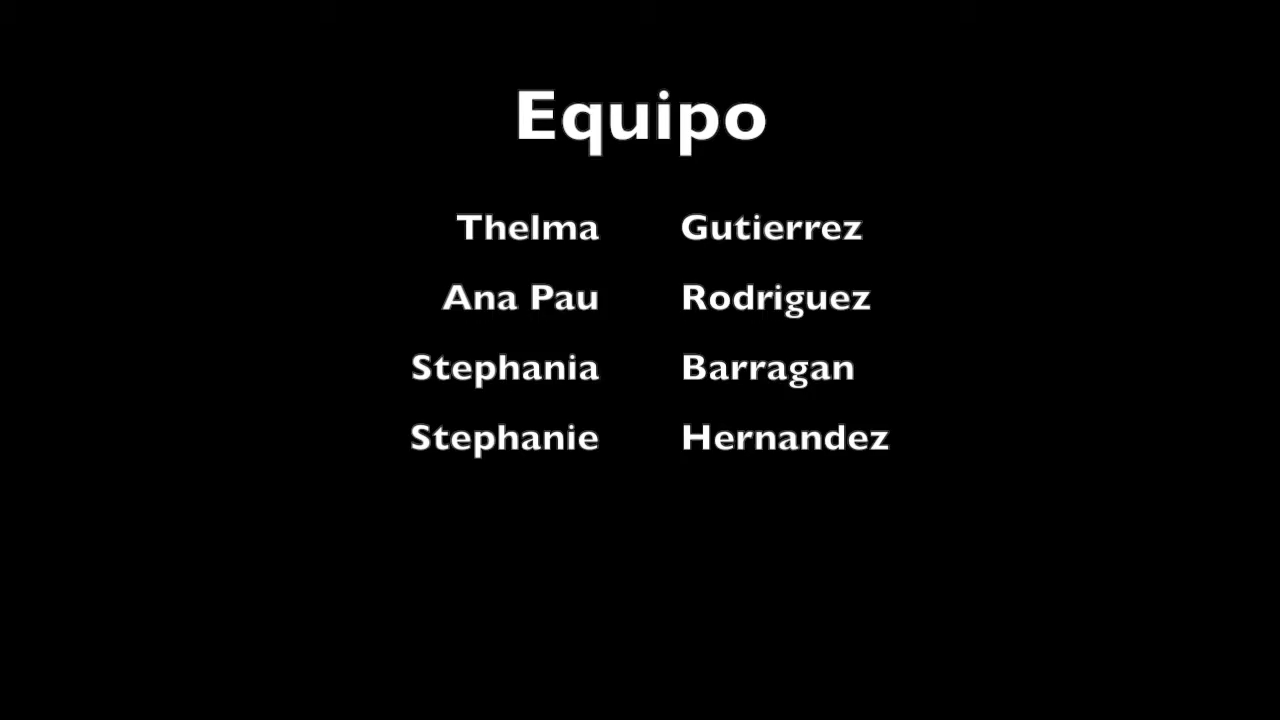 Equipo
Thelma Gutierrez
Ana Pau Rodriguez
Stephania Barragan
Stephanie Hernandez